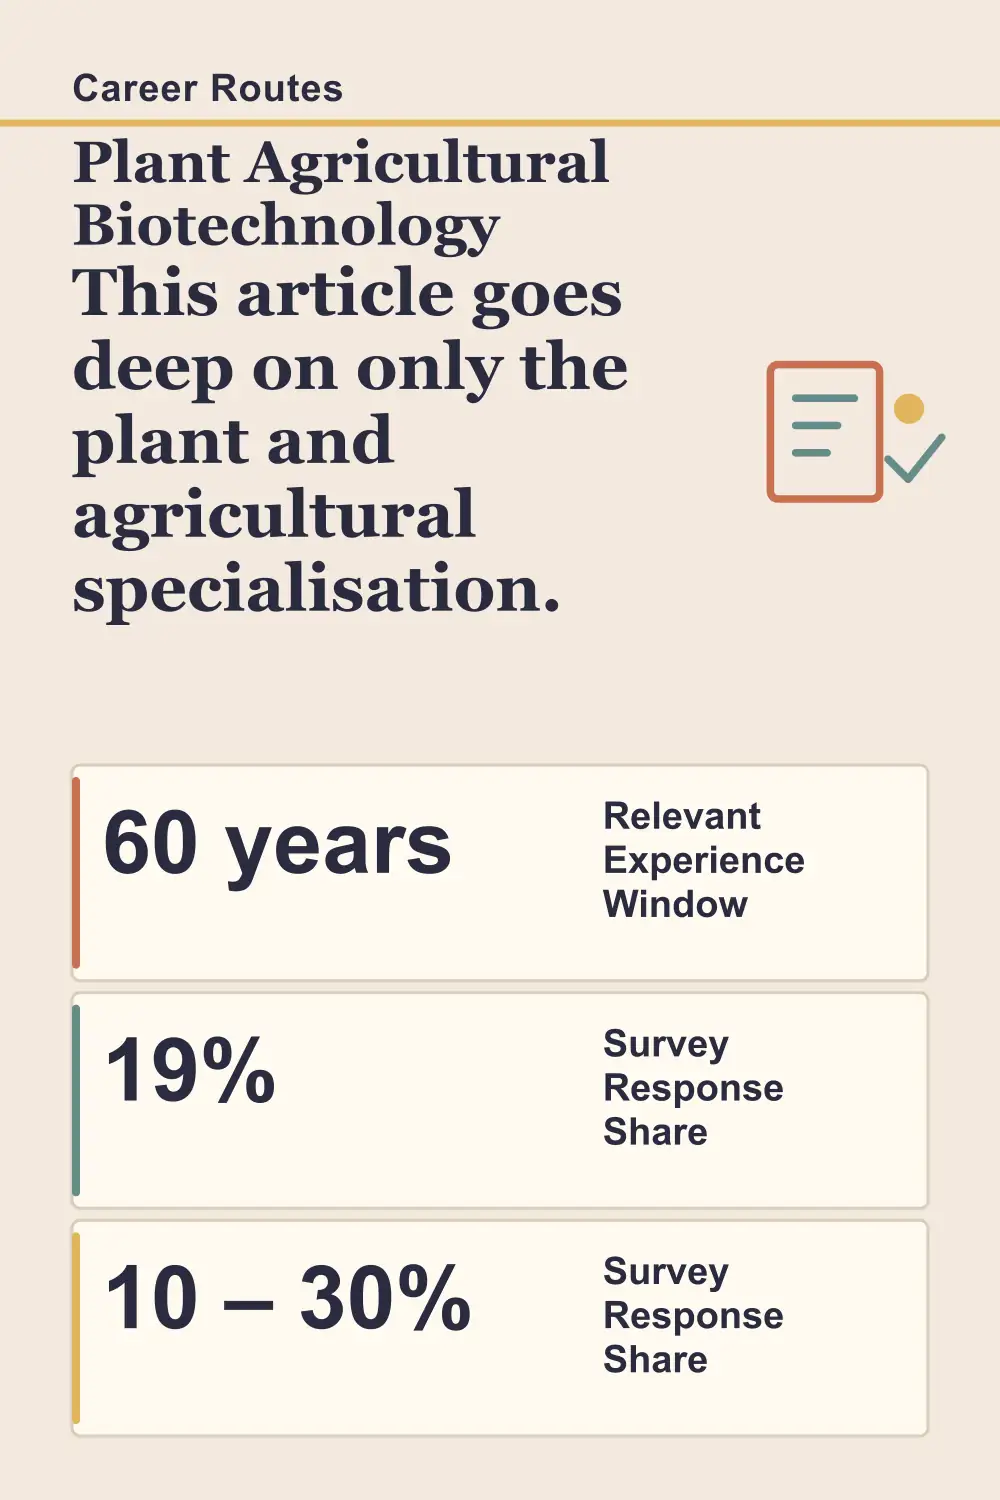 Career Routes
Plant Agricultural
Biotechnology
This article goes
deep on only the
plant and
agricultural
specialisation.
60 years
Relevant
Experience
Window
19%
Survey
Response
Share
10 – 30%
Survey
Response
Share